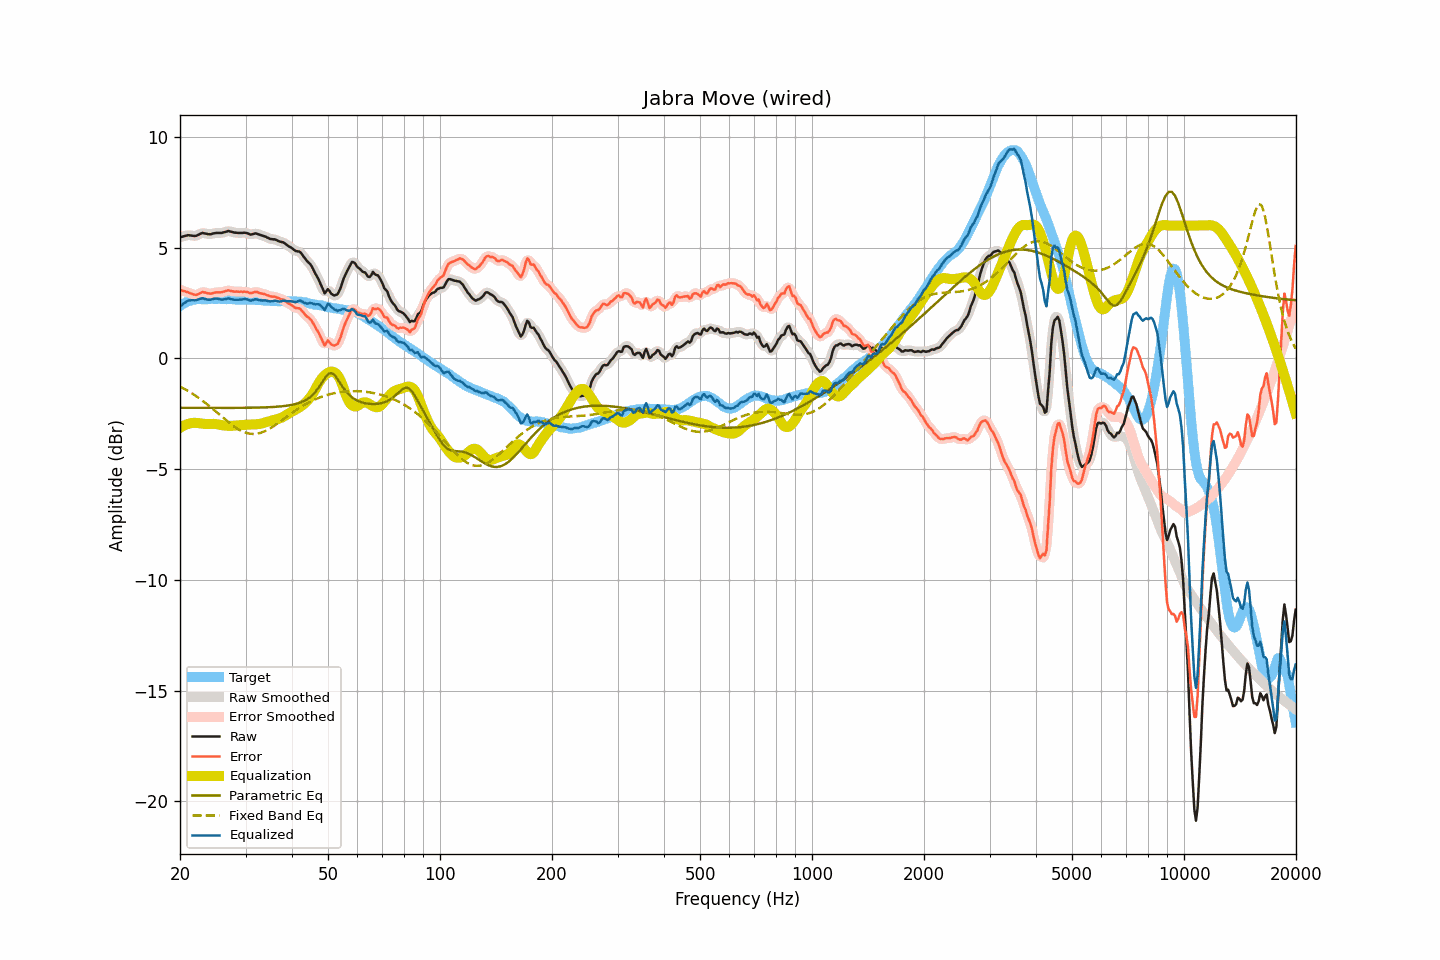 Jabra Move (wired)
10
5
0
−5
−10
−15
−20
Amplitude (dBr)
Target
Raw Smoothed
Error Smoothed
Raw
Error
Equalization
Parametric Eq
Fixed Band Eq
Equalized
20 50 100 200 500 1000 2000 5000 10000 20000
Frequency (Hz)